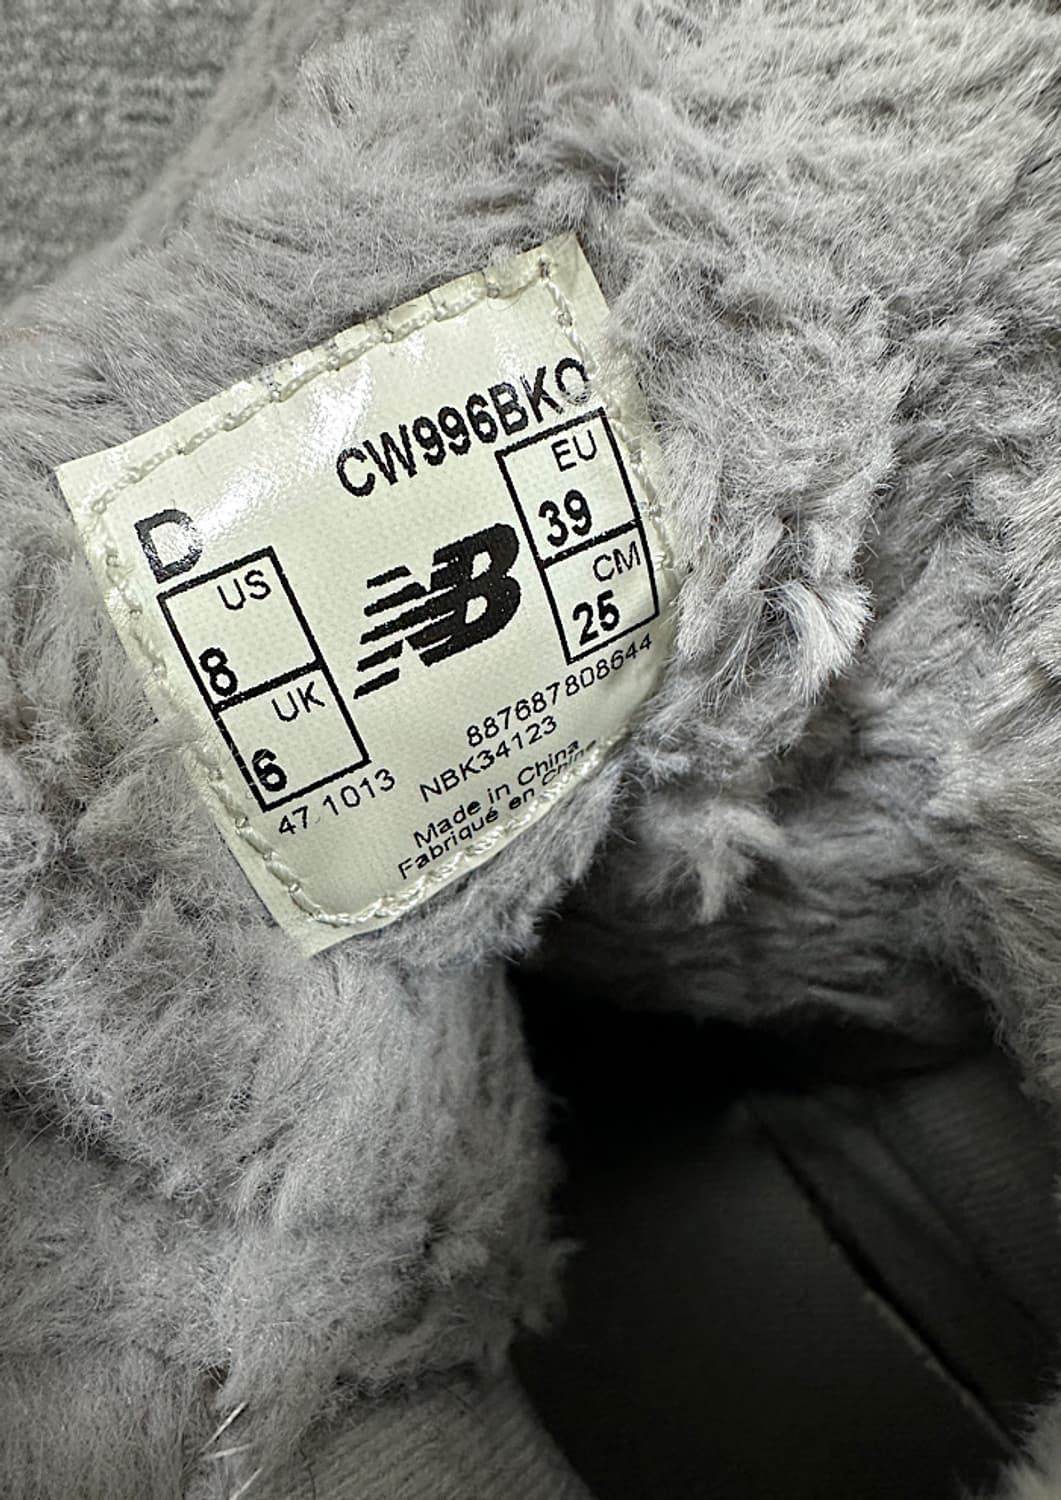 CW996BKO
D
US
8
UK
6
NB
EU
39
CM
25
47.1013
887687808644
NBK34123
Made in China
Fabriqué en Chine